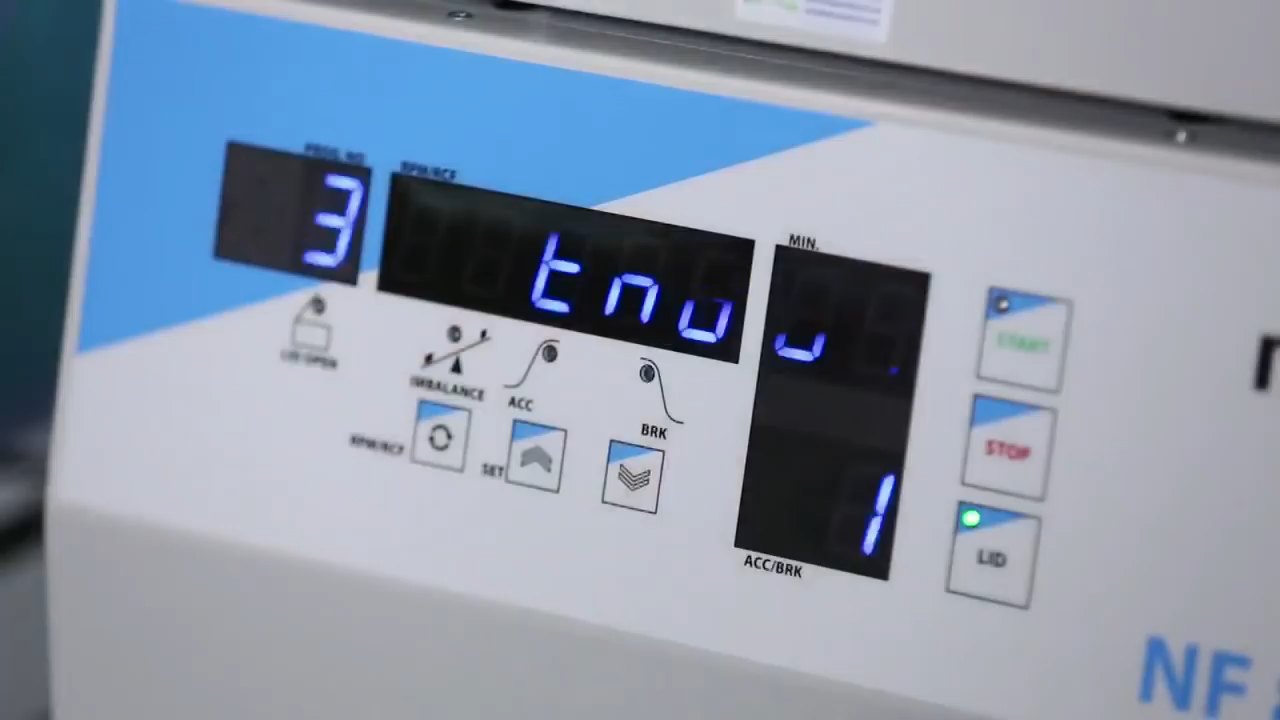 PROG. NO.
RPM/RCF
3
tnu
MIN.
LID OPEN
IMBALANCE
ACC
BRK
RPM/RCF
SET
1
ACC/BRK
START
STOP
LID
NF